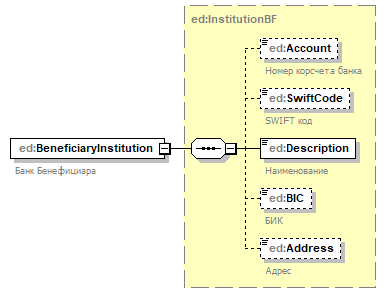 ed:InstitutionBF
ed:Account
Номер корсчета банка
ed:SwiftCode
SWIFT код
ed:BeneficiaryInstitution
Банк Бенефициара
ed:Description
Наименование
ed:BIC
БИК
ed:Address
Адрес